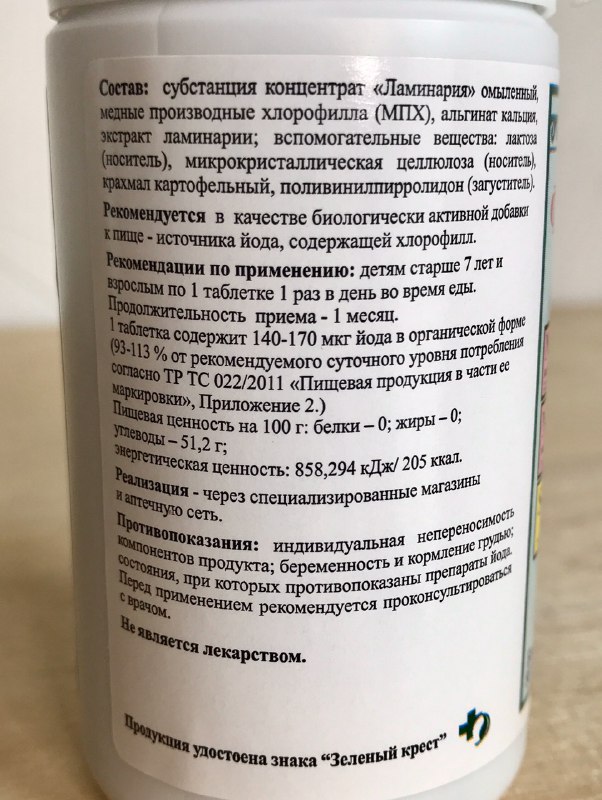 Состав: субстанция концентрат «Ламинария» омыленный,
медные производные хлорофилла (МПХ), альгинат кальция,
экстракт ламинарии; вспомогательные вещества: лактоза
(носитель), микрокристаллическая целлюлоза (носитель),
крахмал картофельный, поливинилпирролидон (загуститель).
Рекомендуется в качестве биологически активной добавки
к пище - источника йода, содержащей хлорофилл.
Рекомендации по применению: детям старше 7 лет и
взрослым по 1 таблетке 1 раз в день во время еды.
Продолжительность приема - 1 месяц.
1 таблетка содержит 140-170 мкг йода в органической форме
(93-113 % от рекомендуемого суточного уровня потребления
согласно ТР ТС 022/2011 «Пищевая продукция в части ее
маркировки», Приложение 2.)
Пищевая ценность на 100 г: белки – 0; жиры – 0;
углеводы – 51,2 г;
энергетическая ценность: 858,294 кДж/ 205 ккал.
Реализация - через специализированные магазины
и аптечную сеть.
Противопоказания: индивидуальная непереносимость
компонентов продукта; беременность и кормление грудью;
состояния, при которых противопоказаны препараты йода.
Перед применением рекомендуется проконсультироваться
с врачом.
Не является лекарством.
Продукция удостоена знака "Зеленый крест"